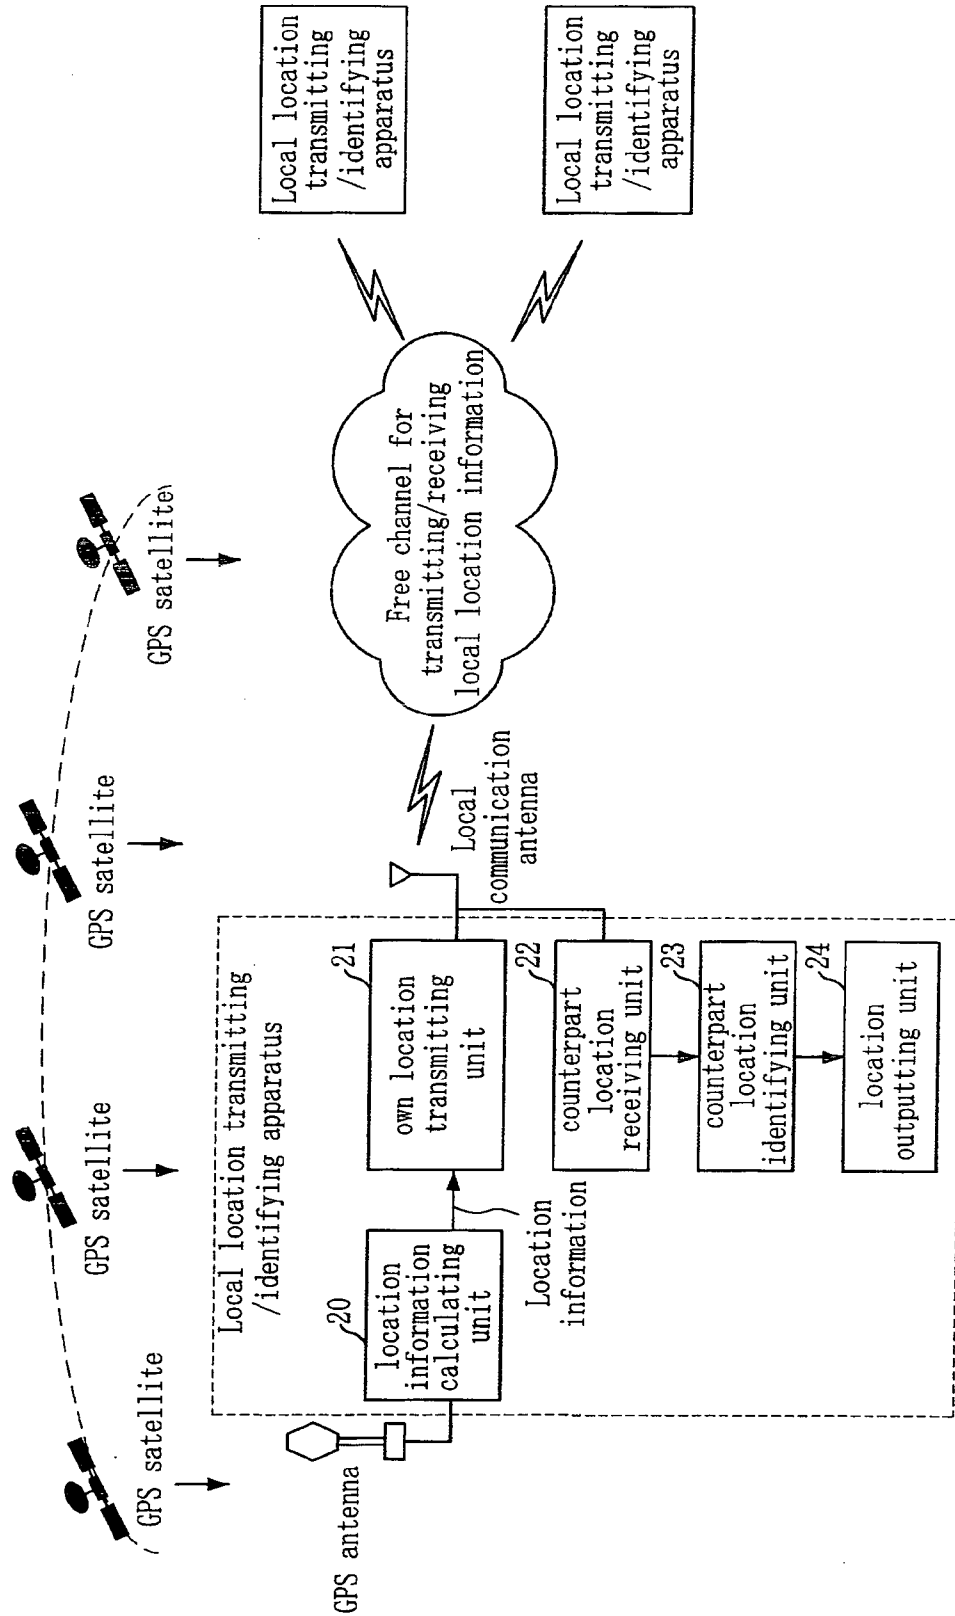 GPS satellite
GPS satellite
GPS satellite
GPS satellite
GPS antenna
Local location transmitting
/identifying apparatus
20
location
information
calculating
unit
Location
information
21
own location
transmitting
unit
22
counterpart
location
receiving unit
23
counterpart
location
identifying unit
24
location
outputting unit
Local
communication
antenna
Free channel for
transmitting/receiving
local location information
Local location
transmitting
/identifying
apparatus
Local location
transmitting
/identifying
apparatus